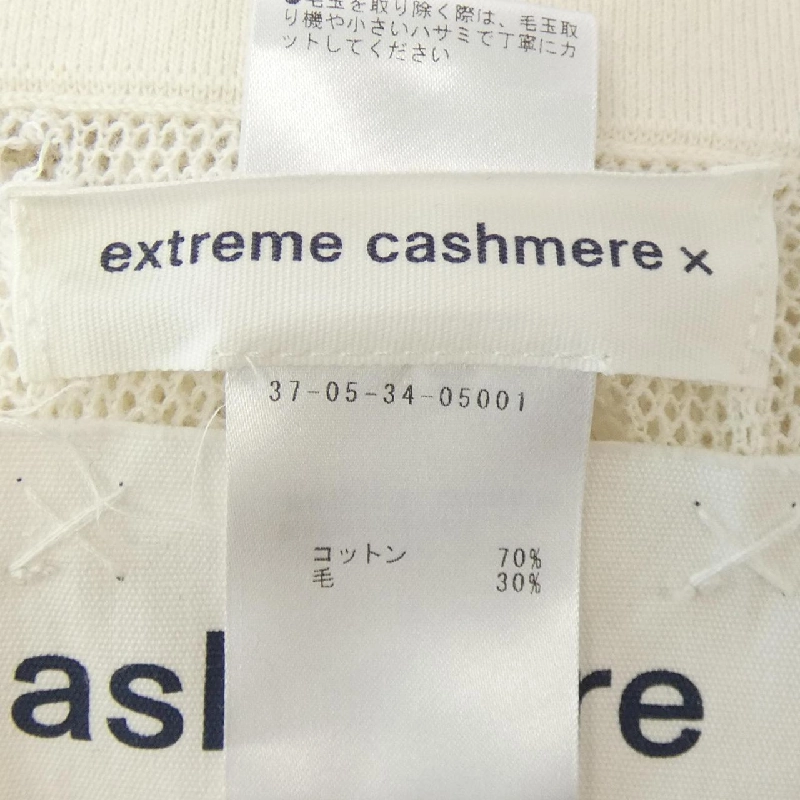 ●毛玉を取り除く際は、毛玉取
り機や小さいハサミで丁寧にカ
ットしてください
extreme cashmere x
37-05-34-05001
コットン 70%
毛 30%
as
re